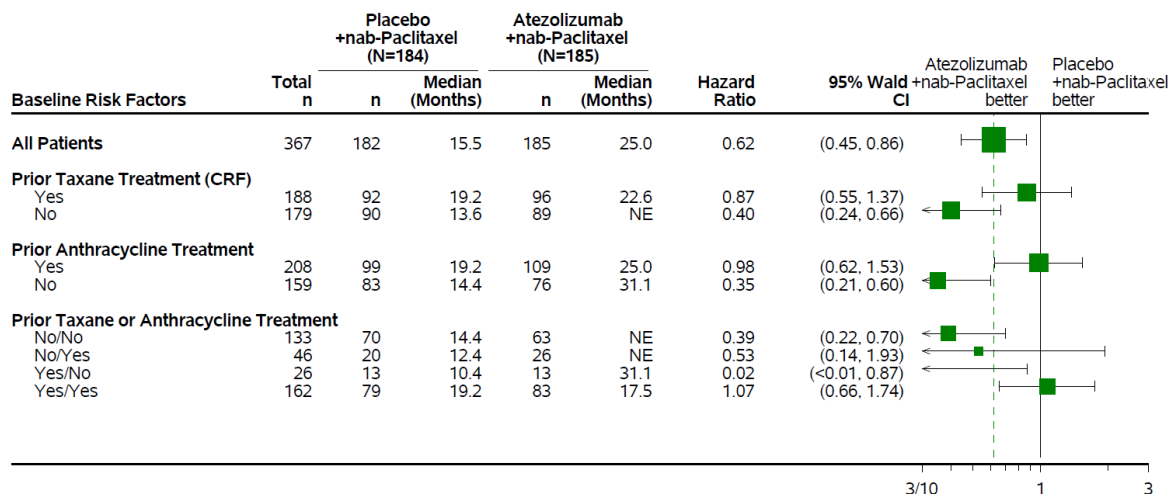 Placebo Atezolizumab
+nab-Paclitaxel +nab-Paclitaxel
(N=184) (N=185)
Atezolizumab Placebo
Total Median Median Hazard 95% Wald +nab-Paclitaxel +nab-Paclitaxel
Baseline Risk Factors n n (Months) n (Months) Ratio CI better better
All Patients 367 182 15.5 185 25.0 0.62 (0.45, 0.86)
Prior Taxane Treatment (CRF)
Yes 188 92 19.2 96 22.6 0.87 (0.55, 1.37)
No 179 90 13.6 89 NE 0.40 (0.24, 0.66)
Prior Anthracycline Treatment
Yes 208 99 19.2 109 25.0 0.98 (0.62, 1.53)
No 159 83 14.4 76 31.1 0.35 (0.21, 0.60)
Prior Taxane or Anthracycline Treatment
No/No 133 70 14.4 63 NE 0.39 (0.22, 0.70)
No/Yes 46 20 12.4 26 NE 0.53 (0.14, 1.93)
Yes/No 26 13 10.4 13 31.1 0.02 (<0.01, 0.87)
Yes/Yes 162 79 19.2 83 17.5 1.07 (0.66, 1.74)
3/10 1 3